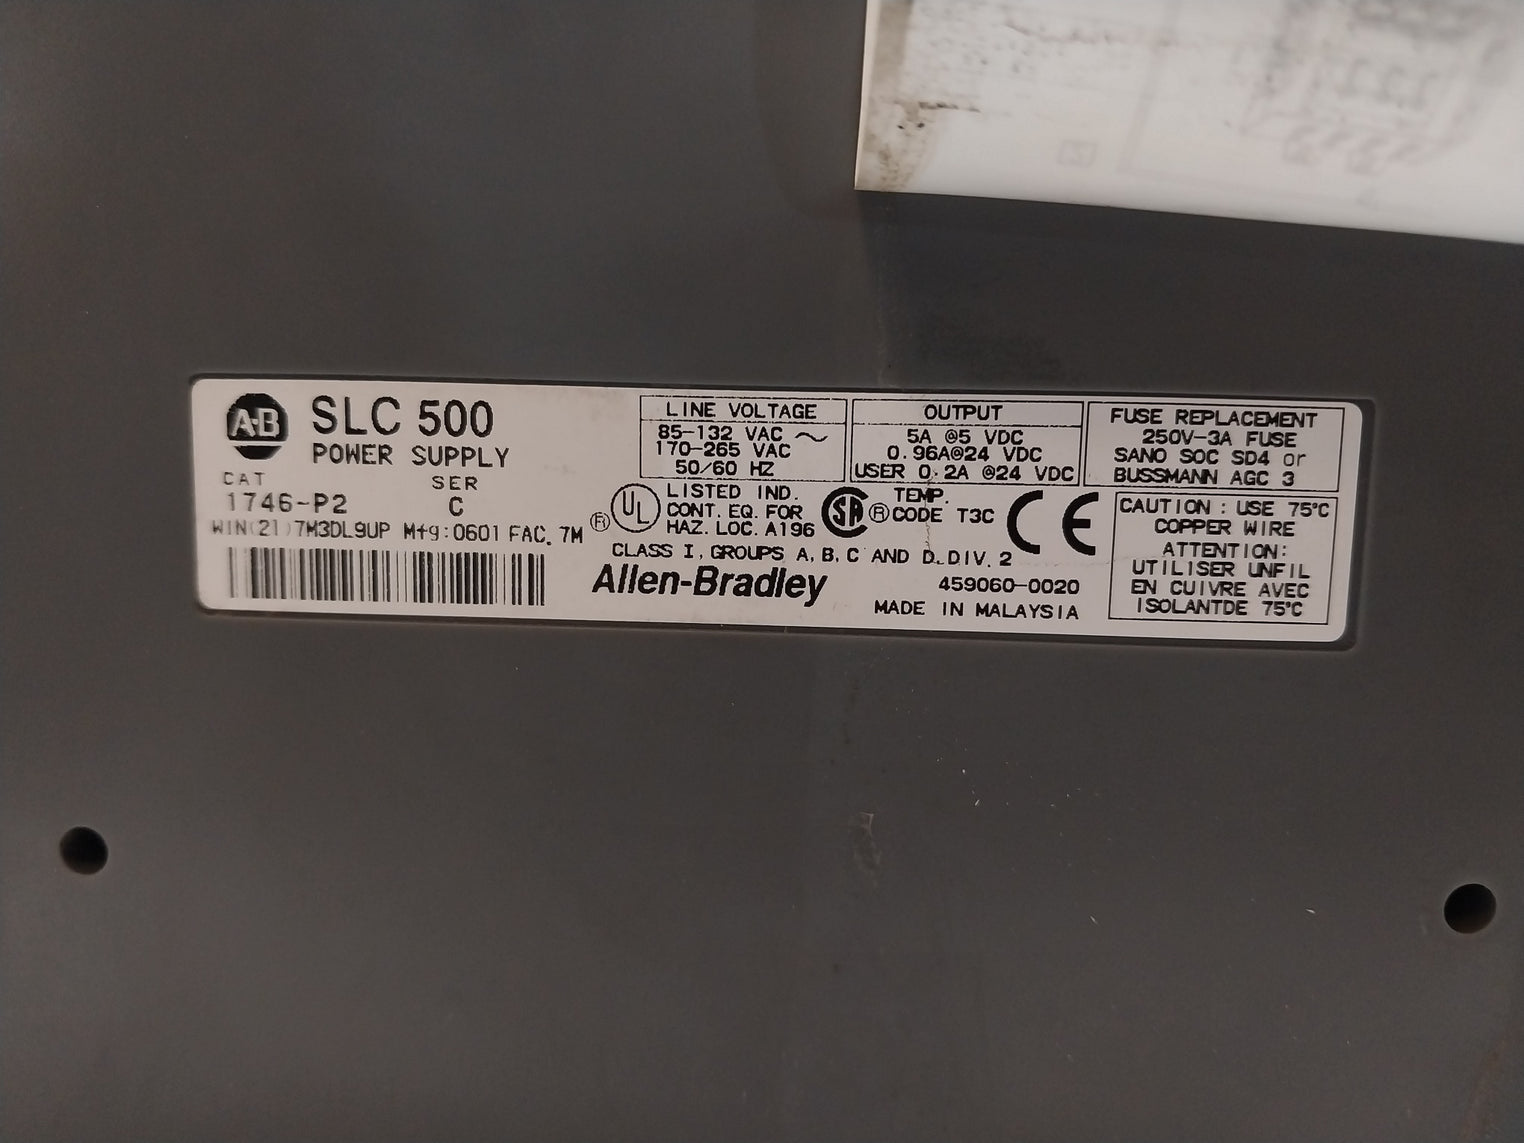 A-B
SLC 500
POWER SUPPLY
CAT SER
1746-P2 C
WIN(21)7M3DL9UP Mfg:0601 FAC. 7M
LINE VOLTAGE
85-132 VAC ~
170-265 VAC
50/60 HZ
OUTPUT
5A @5 VDC
0.96A@24 VDC
USER 0.2A @24 VDC
FUSE REPLACEMENT
250V-3A FUSE
SANO SOC SD4 or
BUSSMANN AGC 3
UL ®
LISTED IND.
CONT. EQ. FOR
HAZ. LOC. A196
SA ®
TEMP.
CODE T3C
CE
CLASS I, GROUPS A, B, C AND D. DIV. 2
Allen-Bradley
459060-0020
MADE IN MALAYSIA
CAUTION : USE 75°C
COPPER WIRE
ATTENTION:
UTILISER UNFIL
EN CUIVRE AVEC
ISOLANTDE 75°C